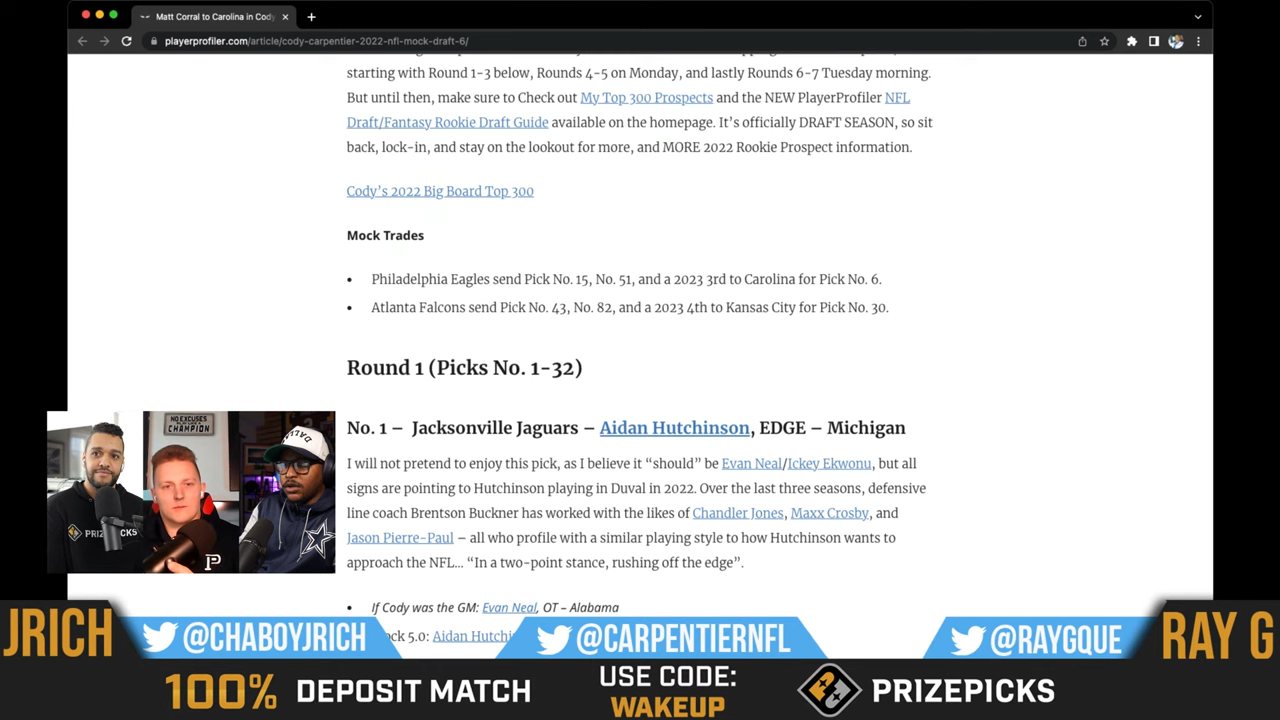 Matt Corral to Carolina in Cody
playerprofiler.com/article/cody-carpentier-2022-nfl-mock-draft-6/
starting with Round 1-3 below, Rounds 4-5 on Monday, and lastly Rounds 6-7 Tuesday morning.
But until then, make sure to Check out My Top 300 Prospects and the NEW PlayerProfiler NFL
Draft/Fantasy Rookie Draft Guide available on the homepage. It's officially DRAFT SEASON, so sit
back, lock-in, and stay on the lookout for more, and MORE 2022 Rookie Prospect information.
Cody's 2022 Big Board Top 300
Mock Trades
• Philadelphia Eagles send Pick No. 15, No. 51, and a 2023 3rd to Carolina for Pick No. 6.
• Atlanta Falcons send Pick No. 43, No. 82, and a 2023 4th to Kansas City for Pick No. 30.
Round 1 (Picks No. 1-32)
No. 1 – Jacksonville Jaguars – Aidan Hutchinson, EDGE – Michigan
I will not pretend to enjoy this pick, as I believe it “should” be Evan Neal/Ickey Ekwonu, but all
signs are pointing to Hutchinson playing in Duval in 2022. Over the last three seasons, defensive
line coach Brentson Buckner has worked with the likes of Chandler Jones, Maxx Crosby, and
Jason Pierre-Paul – all who profile with a similar playing style to how Hutchinson wants to
approach the NFL… “In a two-point stance, rushing off the edge”.
• If Cody was the GM: Evan Neal, OT – Alabama
ock 5.0: Aidan Hutchi
NO EXCUSES
CHAMPION
PRIZEPICKS
JRICH
@CHABOYJRICH
@CARPENTIERNFL
@RAYGQUE
RAY G
100% DEPOSIT MATCH
USE CODE:
WAKEUP
PRIZEPICKS